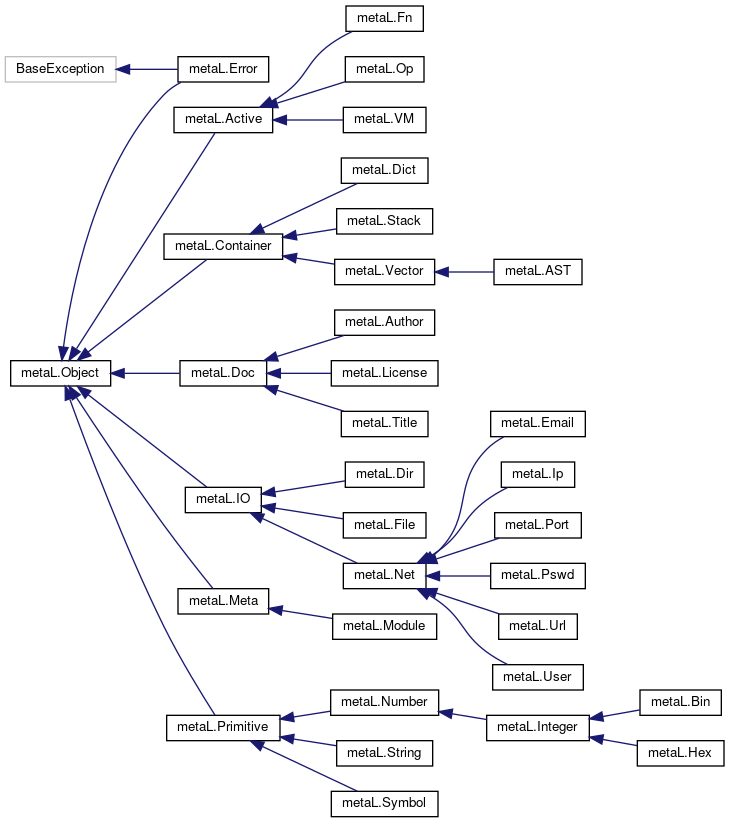 metaL.Fn
BaseException
metaL.Error
metaL.Op
metaL.Active
metaL.VM
metaL.Dict
metaL.Stack
metaL.Container
metaL.Vector
metaL.AST
metaL.Author
metaL.Object
metaL.Doc
metaL.License
metaL.Title
metaL.Email
metaL.Dir
metaL.Ip
metaL.IO
metaL.File
metaL.Port
metaL.Net
metaL.Pswd
metaL.Meta
metaL.Module
metaL.Url
metaL.User
metaL.Number
metaL.Bin
metaL.Primitive
metaL.Integer
metaL.String
metaL.Hex
metaL.Symbol